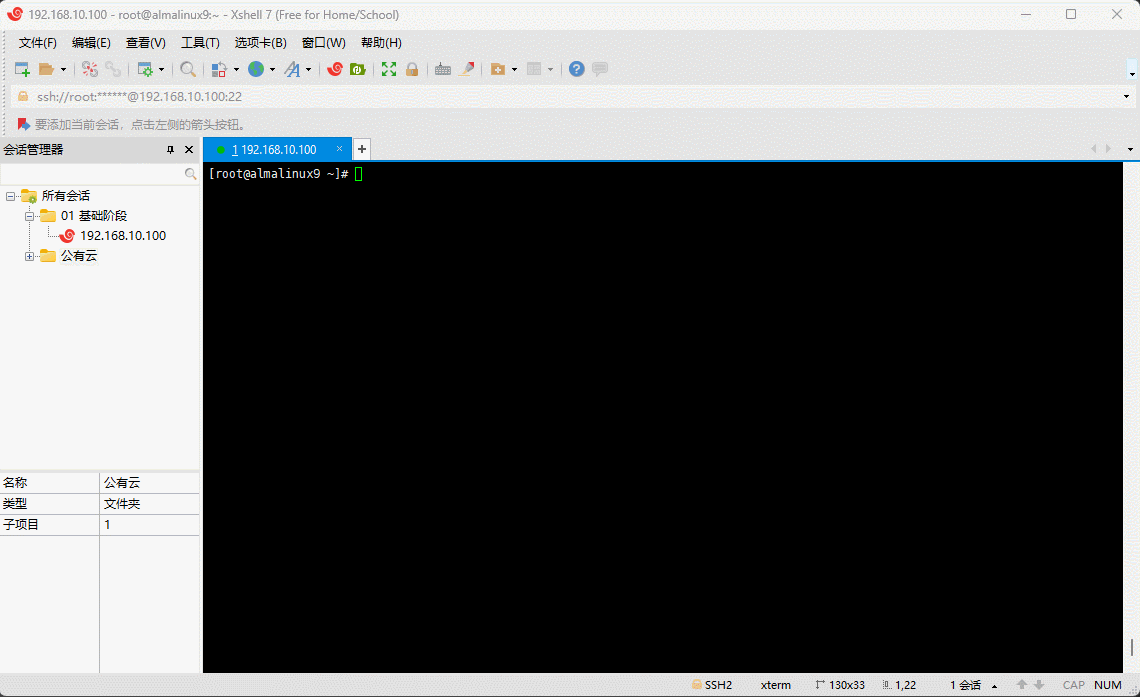 192.168.10.100 - root@almalinux9:~ - Xshell 7 (Free for Home/School)
文件(F) 编辑(E) 查看(V) 工具(T) 选项卡(B) 窗口(W) 帮助(H)
ssh://root:******@192.168.10.100:22
要添加当前会话，点击左侧的箭头按钮。
会话管理器
1 192.168.10.100
[root@almalinux9 ~]#
所有会话
01 基础阶段
192.168.10.100
公有云
名称 公有云
类型 文件夹
子项目 1
SSH2 xterm 130x33 1,22 1 会话 CAP NUM